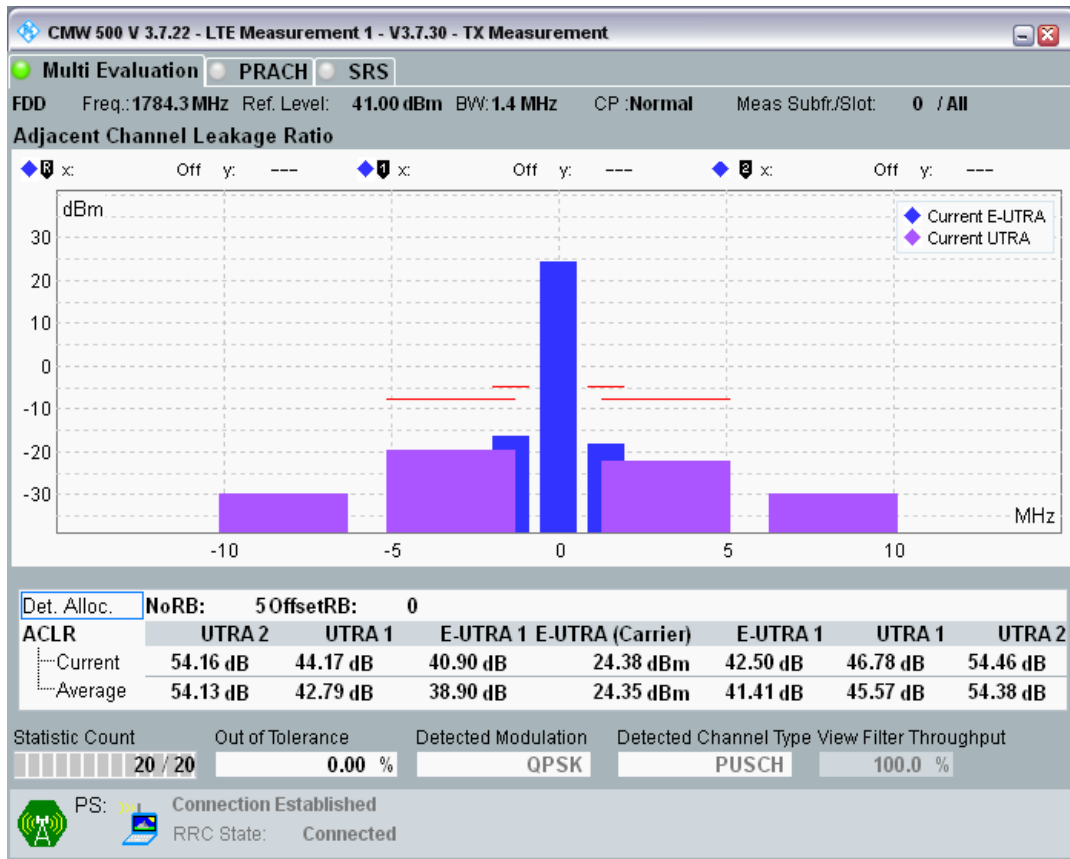 CMW 500 V 3.7.22 - LTE Measurement 1 - V3.7.30 - TX Measurement
Multi Evaluation PRACH SRS
FDD Freq.:1784.3 MHz Ref. Level: 41.00 dBm BW:1.4 MHz CP :Normal Meas Subfr./Slot: 0 / All
Adjacent Channel Leakage Ratio
R x: Off y: --- 1 x: Off y: --- 2 x: Off y: ---
dBm
Current E-UTRA
Current UTRA
30
20
10
0
-10
-20
-30
MHz
-10 -5 0 5 10
Det. Alloc. NoRB: 5 OffsetRB: 0
ACLR UTRA 2 UTRA 1 E-UTRA 1 E-UTRA (Carrier) E-UTRA 1 UTRA 1 UTRA 2
Current 54.16 dB 44.17 dB 40.90 dB 24.38 dBm 42.50 dB 46.78 dB 54.46 dB
Average 54.13 dB 42.79 dB 38.90 dB 24.35 dBm 41.41 dB 45.57 dB 54.38 dB
Statistic Count Out of Tolerance Detected Modulation Detected Channel Type View Filter Throughput
20 / 20 0.00 % QPSK PUSCH 100.0 %
PS: Connection Established
RRC State: Connected